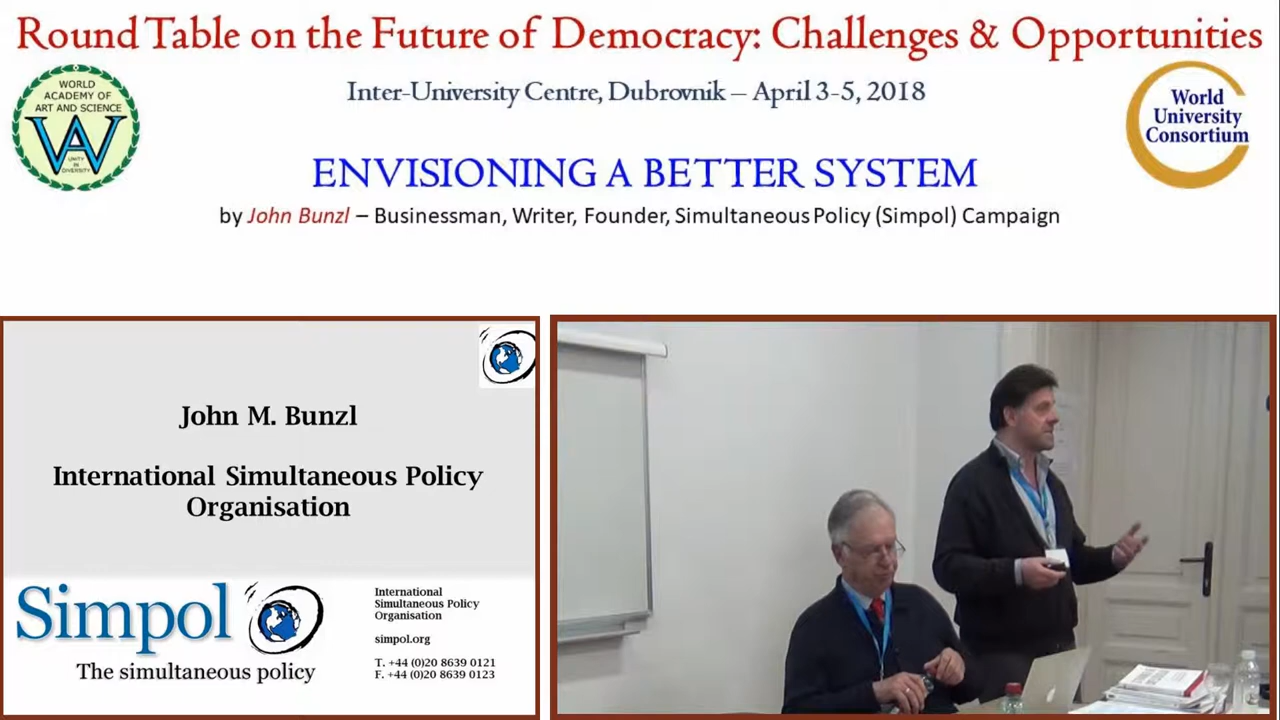 Round Table on the Future of Democracy: Challenges & Opportunities
Inter-University Centre, Dubrovnik – April 3-5, 2018
WORLD
ACADEMY OF
ART AND SCIENCE
WA
UNITY
IN
DIVERSITY
World
University
Consortium
ENVISIONING A BETTER SYSTEM
by John Bunzl – Businessman, Writer, Founder, Simultaneous Policy (Simpol) Campaign
John M. Bunzl
International Simultaneous Policy
Organisation
Simpol
The simultaneous policy
International
Simultaneous Policy
Organisation
simpol.org
T. +44 (0)20 8639 0121
F. +44 (0)20 8639 0123